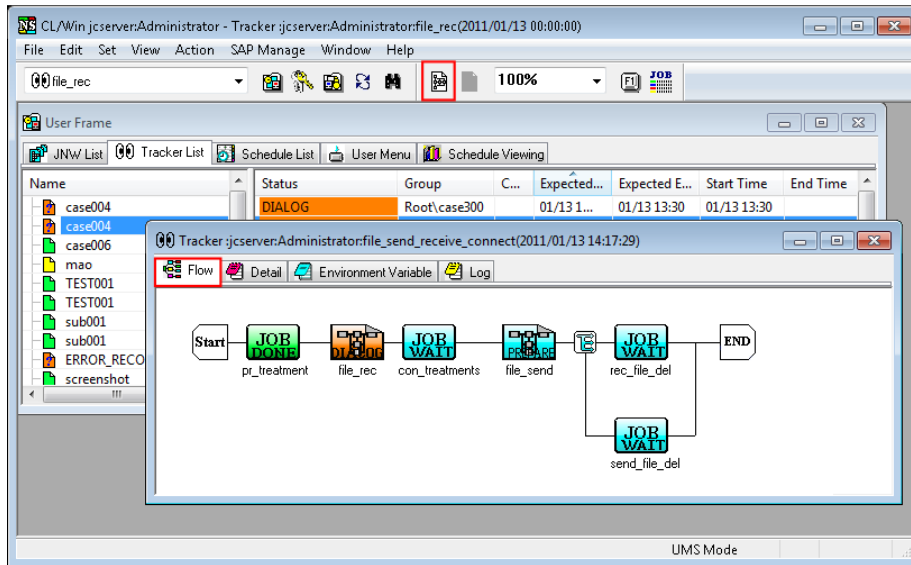 NS CL/Win jcserver:Administrator - Tracker :jcserver:Administrator:file_rec(2011/01/13 00:00:00)
File Edit Set View Action SAP Manage Window Help
file_rec 100% F1 JOB
User Frame
JNW List Tracker List Schedule List User Menu Schedule Viewing
Name Status Group C... Expected... Expected E... Start Time End Time
case004 DIALOG Root\case300 01/13 1... 01/13 13:30 01/13 13:30
case004
case006
mao
TEST001
TEST001
sub001
sub001
ERROR_RECO
screenshot
Tracker :jcserver:Administrator:file_send_receive_connect(2011/01/13 14:17:29)
Flow Detail Environment Variable Log
Start JOB DONE DIALOG JOB WAIT PREPARE JOB WAIT END
pr_treatment file_rec con_treatments file_send rec_file_del
JOB WAIT
send_file_del
UMS Mode